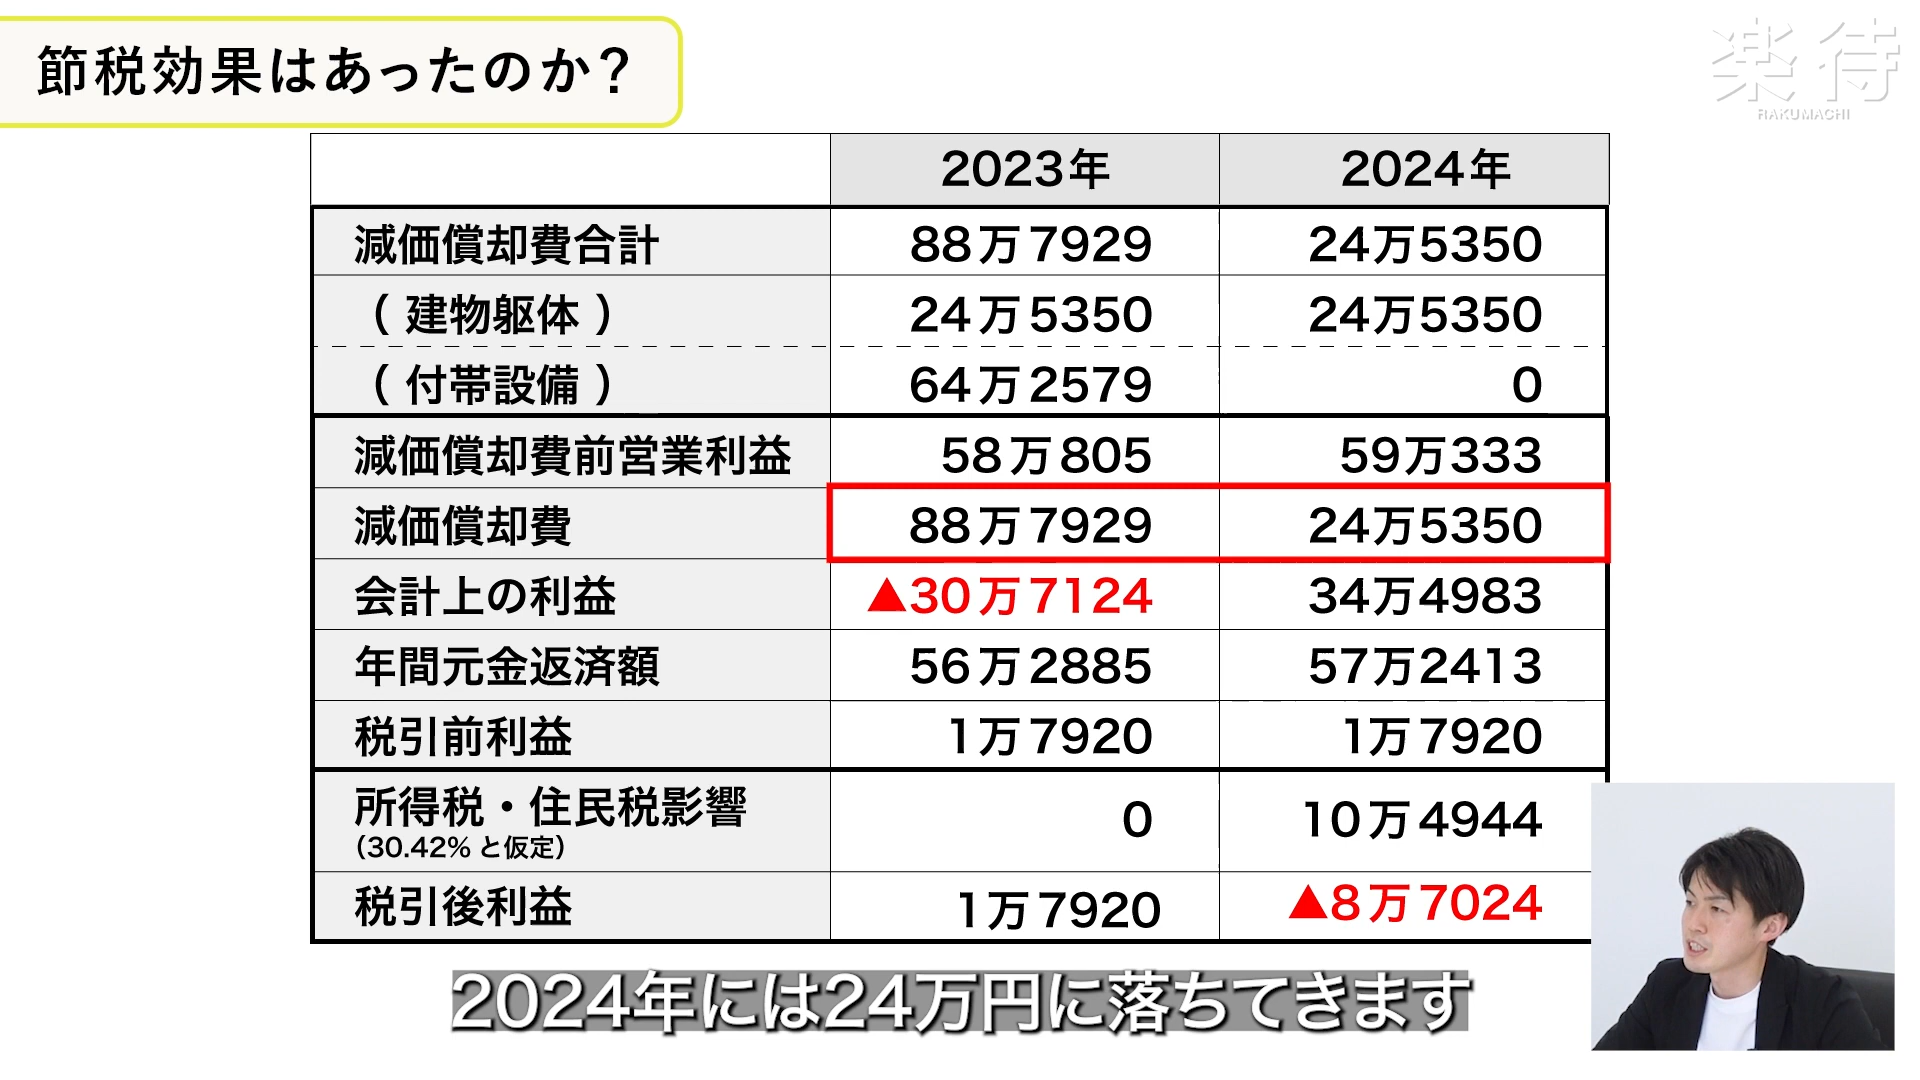 節税効果はあったのか？
楽待
RAKUMACHI
2023年 2024年
減価償却費合計 88万7929 24万5350
（ 建物躯体 ） 24万5350 24万5350
（ 付帯設備 ） 64万2579 0
減価償却費前営業利益 58万805 59万333
減価償却費 88万7929 24万5350
会計上の利益 ▲30万7124 34万4983
年間元金返済額 56万2885 57万2413
税引前利益 1万7920 1万7920
所得税・住民税影響 0 10万4944
（30.42% と仮定）
税引後利益 1万7920 ▲8万7024
2024年には24万円に落ちてきます